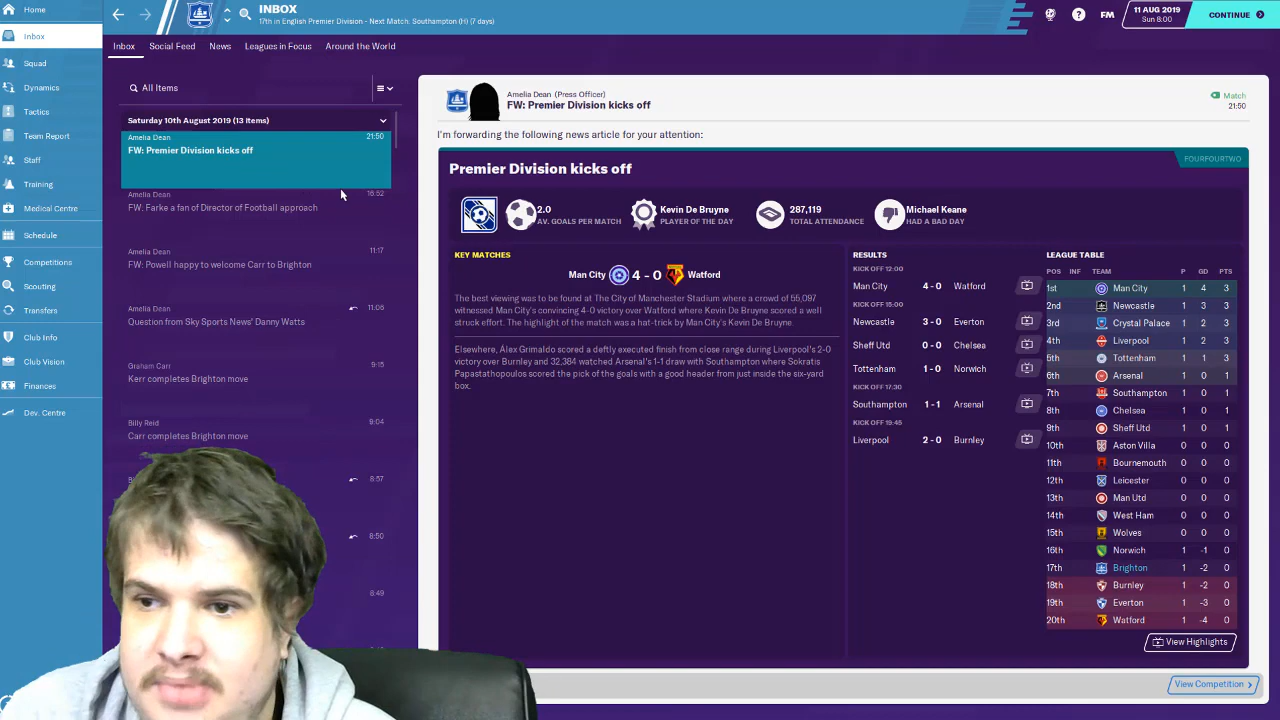 Home
INBOX
17th in English Premier Division - Next Match: Southampton (H) (7 days)
FM
11 AUG 2019
Sun 8:00
CONTINUE
Inbox
Squad
Dynamics
Tactics
Team Report
Staff
Training
Medical Centre
Schedule
Competitions
Scouting
Transfers
Club Info
Club Vision
Finances
Dev. Centre
Inbox
Social Feed
News
Leagues in Focus
Around the World
All Items
Saturday 10th August 2019 (13 items)
Amelia Dean
21:50
FW: Premier Division kicks off
Amelia Dean
16:52
FW: Farke a fan of Director of Football approach
Amelia Dean
11:17
FW: Powell happy to welcome Carr to Brighton
Amelia Dean
11:06
Question from Sky Sports News' Danny Watts
Graham Carr
9:15
Kerr completes Brighton move
Billy Reid
9:04
Carr completes Brighton move
8:57
8:50
8:49
Amelia Dean (Press Officer)
FW: Premier Division kicks off
Match
21:50
I'm forwarding the following news article for your attention:
Premier Division kicks off
FOURFOURTWO
2.0
AV. GOALS PER MATCH
Kevin De Bruyne
PLAYER OF THE DAY
287,119
TOTAL ATTENDANCE
Michael Keane
HAD A BAD DAY
KEY MATCHES
Man City 4 - 0 Watford
The best viewing was to be found at The City of Manchester Stadium where a crowd of 55,097
witnessed Man City's convincing 4-0 victory over Watford where Kevin De Bruyne scored a well
struck effort. The highlight of the match was a hat-trick by Man City's Kevin De Bruyne.
Elsewhere, Álex Grimaldo scored a deftly executed finish from close range during Liverpool's 2-0
victory over Burnley and 32,384 watched Arsenal's 1-1 draw with Southampton where Sokratis
Papastathopoulos scored the pick of the goals with a good header from just inside the six-yard
box.
RESULTS
KICK OFF 12:00
Man City 4 - 0 Watford
KICK OFF 15:00
Newcastle 3 - 0 Everton
Sheff Utd 0 - 0 Chelsea
Tottenham 1 - 0 Norwich
KICK OFF 17:30
Southampton 1 - 1 Arsenal
KICK OFF 19:45
Liverpool 2 - 0 Burnley
LEAGUE TABLE
POS INF TEAM P GD PTS
1st Man City 1 4 3
2nd Newcastle 1 3 3
3rd Crystal Palace 1 2 3
4th Liverpool 1 2 3
5th Tottenham 1 1 3
6th Arsenal 1 0 1
7th Southampton 1 0 1
8th Chelsea 1 0 1
9th Sheff Utd 1 0 1
10th Aston Villa 0 0 0
11th Bournemouth 0 0 0
12th Leicester 0 0 0
13th Man Utd 0 0 0
14th West Ham 0 0 0
15th Wolves 0 0 0
16th Norwich 1 -1 0
17th Brighton 1 -2 0
18th Burnley 1 -2 0
19th Everton 1 -3 0
20th Watford 1 -4 0
View Highlights
View Competition